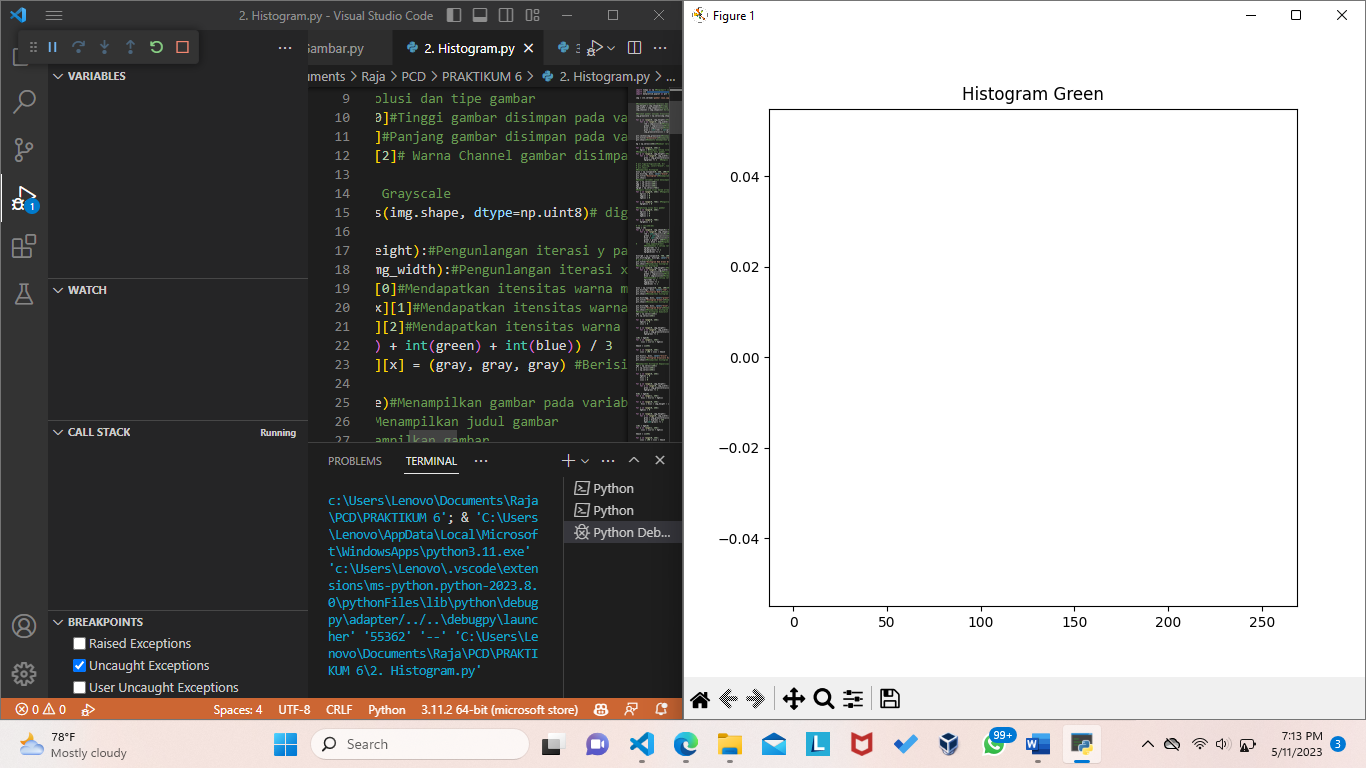 2. Histogram.py - Visual Studio Code
Gambar.py
2. Histogram.py
3
uments > Raja > PCD > PRAKTIKUM 6 > 2. Histogram.py > ...
VARIABLES
WATCH
CALL STACK
Running
BREAKPOINTS
Raised Exceptions
Uncaught Exceptions
User Uncaught Exceptions
1
9 olusi dan tipe gambar
10 0]#Tinggi gambar disimpan pada va
11 ]#Panjang gambar disimpan pada va
12 [2]# Warna Channel gambar disimpa
13
14 Grayscale
15 s(img.shape, dtype=np.uint8)# dig
16
17 eight):#Pengunlangan iterasi y pa
18 mg_width):#Pengunlangan iterasi x
19 [0]#Mendapatkan itensitas warna m
20 x][1]#Mendapatkan itensitas warna
21 ][2]#Mendapatkan itensitas warna
22 ) + int(green) + int(blue)) / 3
23 ][x] = (gray, gray, gray) #Berisi
24
25 e)#Menampilkan gambar pada variab
26 Menampilkan judul gambar
27 ampilkan gambar
PROBLEMS
TERMINAL
c:\Users\Lenovo\Documents\Raja
\PCD\PRAKTIKUM 6'; & 'C:\Users
\Lenovo\AppData\Local\Microsof
t\WindowsApps\python3.11.exe'
'c:\Users\Lenovo\.vscode\exten
sions\ms-python.python-2023.8.
0\pythonFiles\lib\python\debug
py\adapter/../..\debugpy\launc
her' '55362' '--' 'C:\Users\Le
novo\Documents\Raja\PCD\PRAKTI
KUM 6\2. Histogram.py'
Python
Python
Python Deb...
0 0
Spaces: 4
UTF-8
CRLF
Python
3.11.2 64-bit (microsoft store)
Figure 1
Histogram Green
0.04
0.02
0.00
−0.02
−0.04
0 50 100 150 200 250
78°F
Mostly cloudy
Search
L
99+
W
7:13 PM
5/11/2023
3